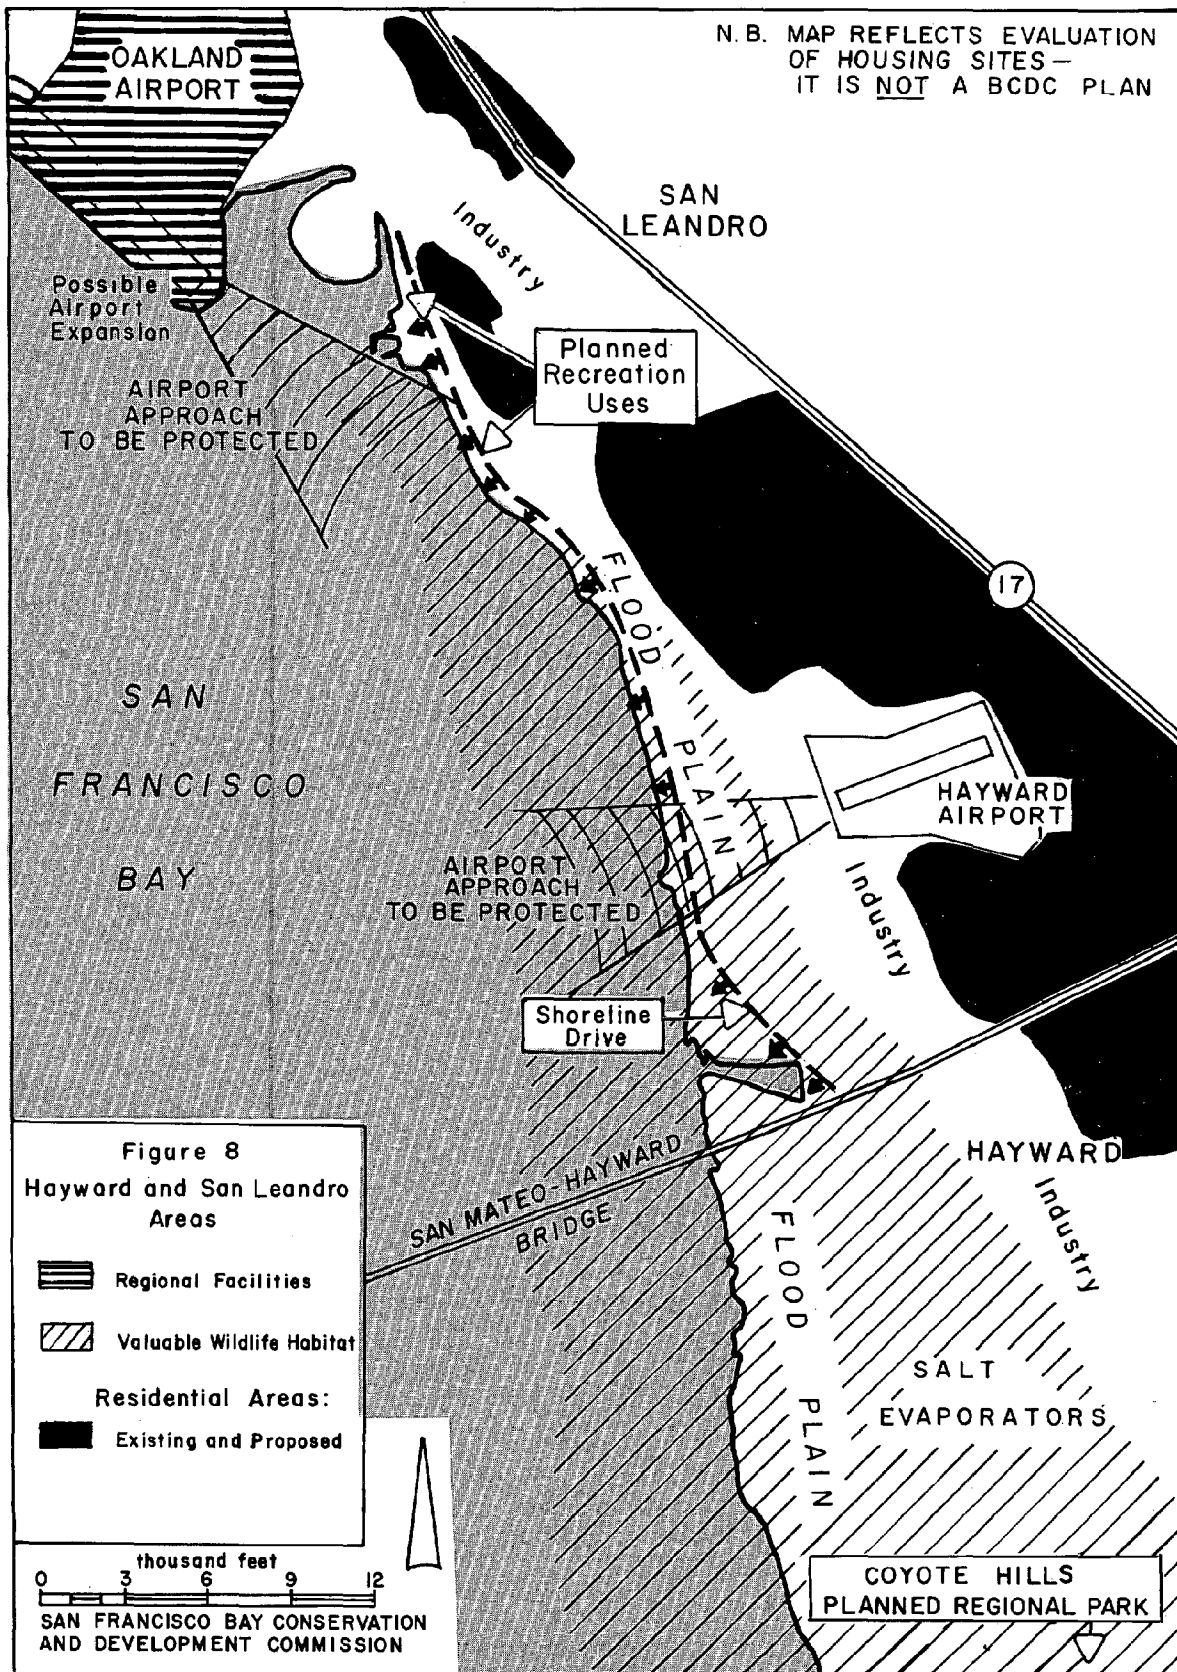 N.B. MAP REFLECTS EVALUATION
OF HOUSING SITES—
IT IS NOT A BCDC PLAN
OAKLAND
AIRPORT
SAN
LEANDRO
Industry
Possible
Airport
Expansion
Planned
Recreation
Uses
AIRPORT
APPROACH
TO BE PROTECTED
FLOOD
PLAIN
17
SAN
FRANCISCO
BAY
HAYWARD
AIRPORT
AIRPORT
APPROACH
TO BE PROTECTED
Industry
Shoreline
Drive
SAN MATEO-HAYWARD
BRIDGE
HAYWARD
Industry
FLOOD
PLAIN
SALT
EVAPORATORS
Figure 8
Hayward and San Leandro
Areas
Regional Facilities
Valuable Wildlife Habitat
Residential Areas:
Existing and Proposed
thousand feet
0 3 6 9 12
SAN FRANCISCO BAY CONSERVATION
AND DEVELOPMENT COMMISSION
COYOTE HILLS
PLANNED REGIONAL PARK